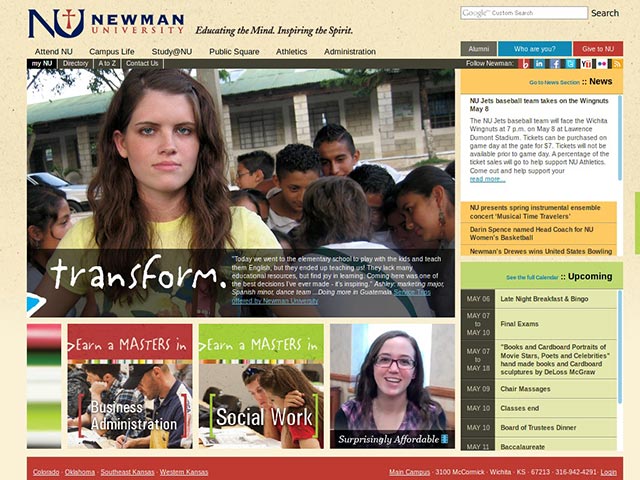 NU NEWMAN
UNIVERSITY
Educating the Mind. Inspiring the Spirit.
Google™ Custom Search
Search
Attend NU
Campus Life
Study@NU
Public Square
Athletics
Administration
Alumni
Who are you?
Give to NU
my NU
Directory
A to Z
Contact Us
Follow Newman:
transform.
"Today we went to the elementary school to play with the kids and teach
them English, but they ended up teaching us! They lack many
educational resources, but find joy in learning. Coming here was one of
the best decisions I've ever made - it's inspiring." Ashley: marketing major,
Spanish minor, dance team ...Doing more in Guatemala Service Trips
offered by Newman University
Go to News Section :: News
NU Jets baseball team takes on the Wingnuts
May 8
The NU Jets baseball team will face the Wichita
Wingnuts at 7 p.m. on May 8 at Lawrence
Dumont Stadium. Tickets can be purchased on
game day at the gate for $7. Tickets will not be
available prior to game day. A percentage of the
ticket sales will go to help support NU Athletics.
Come out and help support your
read more...
NU presents spring instrumental ensemble
concert 'Musical Time Travelers'
Darin Spence named Head Coach for NU
Women's Basketball
Newman's Drewes wins United States Bowling
See the full Calendar :: Upcoming
MAY 06 Late Night Breakfast & Bingo
MAY 07
to
MAY 10
Final Exams
MAY 07
to
MAY 18
"Books and Cardboard Portraits of
Movie Stars, Poets and Celebrities"
hand made books and Cardboard
sculptures by DeLoss McGraw
MAY 09 Chair Massages
MAY 10 Classes end
MAY 10 Board of Trustees Dinner
MAY 11 Baccalaureate
>Earn a MASTERS in
[Business
Administration]
>Earn a MASTERS in
[Social Work]
Surprisingly Affordable
Colorado · Oklahoma · Southeast Kansas · Western Kansas
Main Campus · 3100 McCormick · Wichita · KS · 67213 · 316-942-4291 · Login